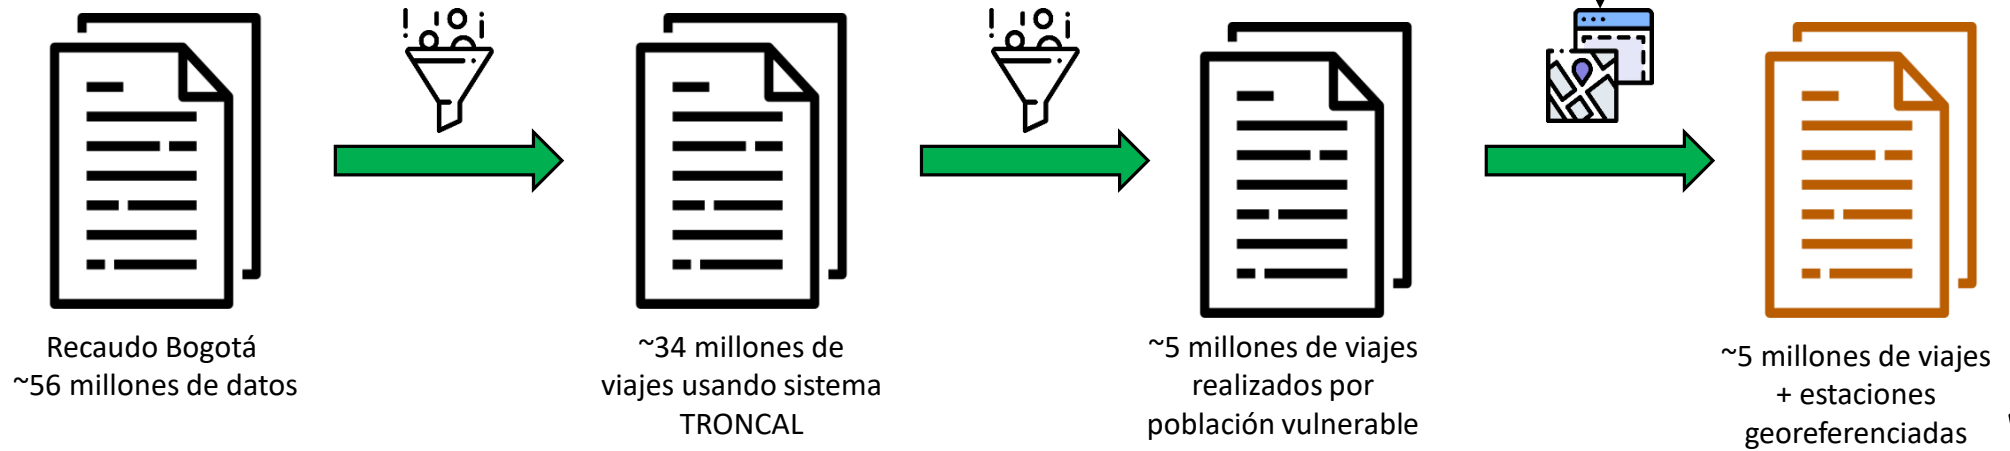 Recaudo Bogotá
~56 millones de datos
~34 millones de
viajes usando sistema
TRONCAL
~5 millones de viajes
realizados por
población vulnerable
~5 millones de viajes
+ estaciones
georeferenciadas